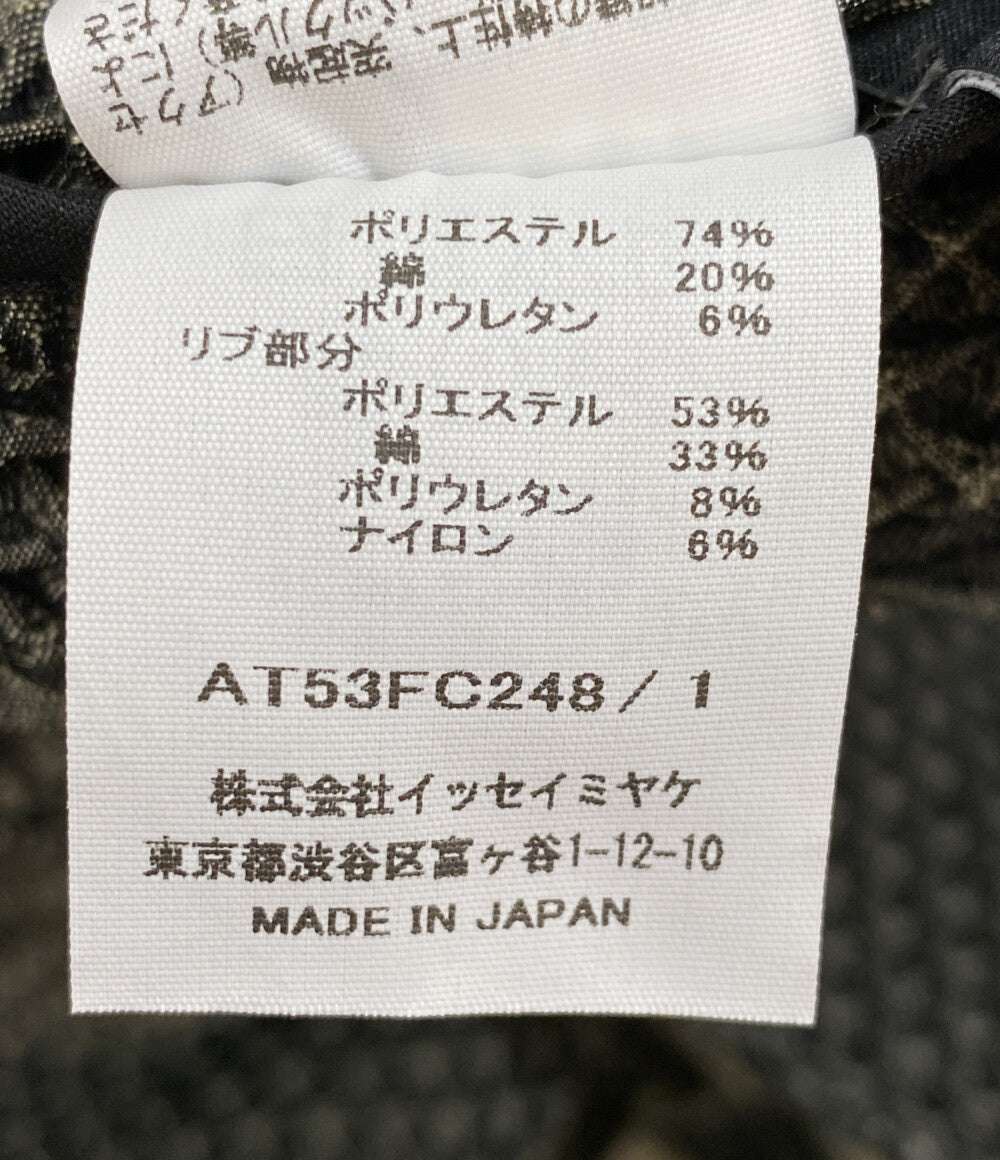 ポリエステル 74%
綿 20%
ポリウレタン 6%
リブ部分
ポリエステル 53%
綿 33%
ポリウレタン 8%
ナイロン 6%
AT53FC248 / 1
株式会社イッセイミヤケ
東京都渋谷区富ヶ谷1-12-10
MADE IN JAPAN